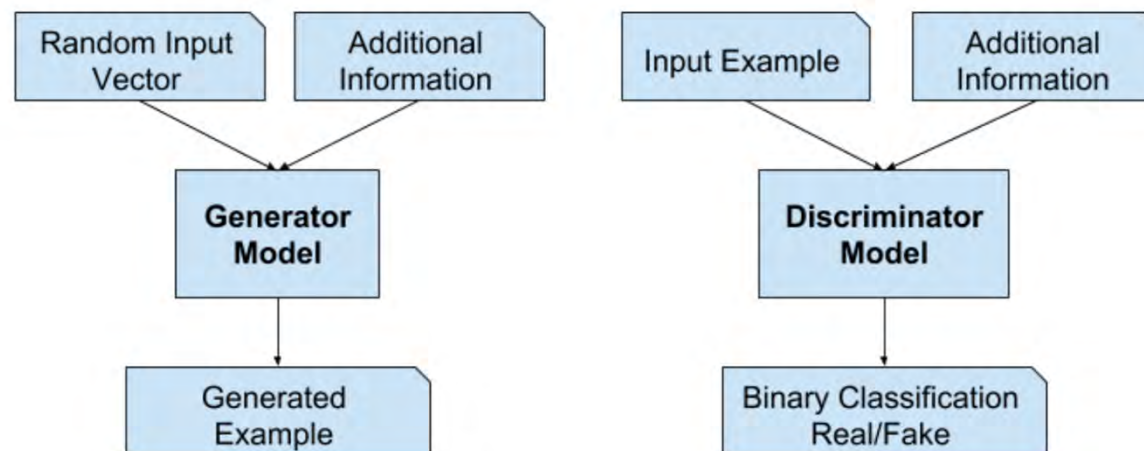 Random Input
Vector
Additional
Information
Input Example
Additional
Information
Generator
Model
Discriminator
Model
Generated
Example
Binary Classification
Real/Fake